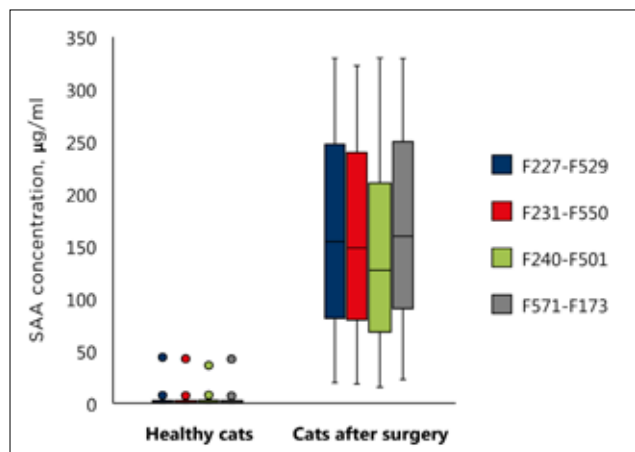 350
300
250
200
150
100
50
0
SAA concentration, µg/ml
Healthy cats
Cats after surgery
F227-F529
F231-F550
F240-F501
F571-F173